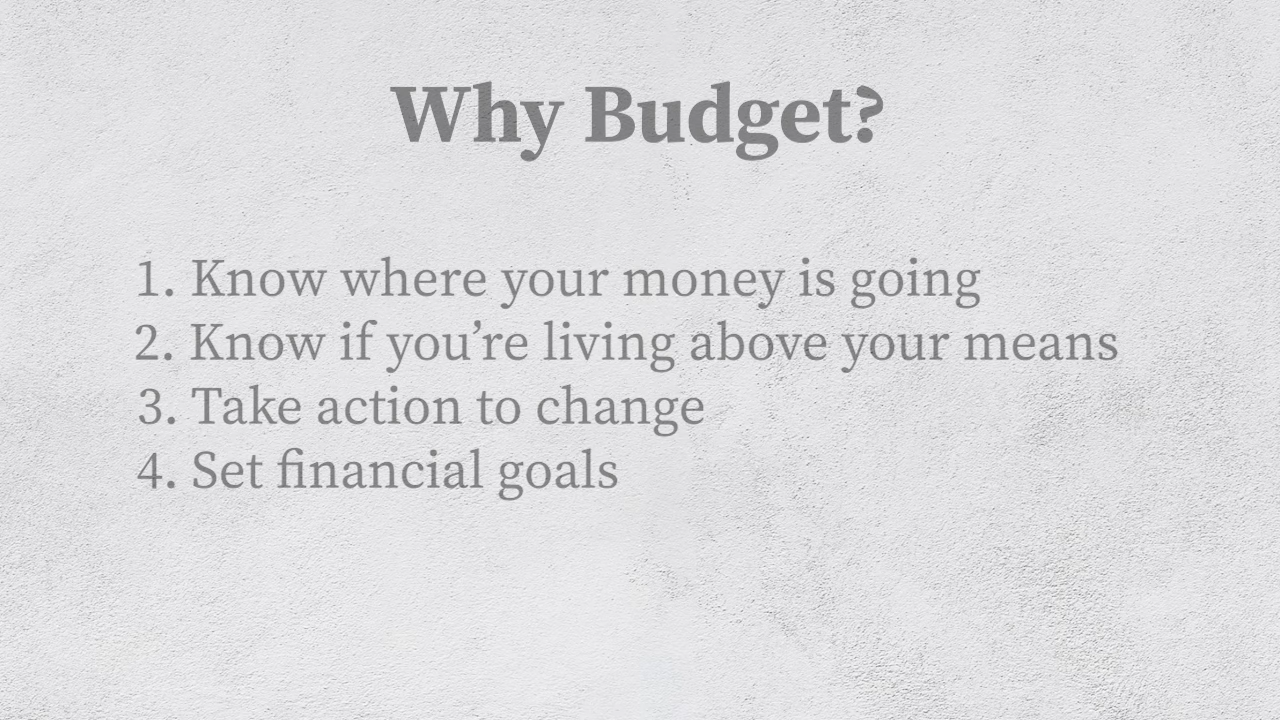 Why Budget?
1. Know where your money is going
2. Know if you’re living above your means
3. Take action to change
4. Set financial goals